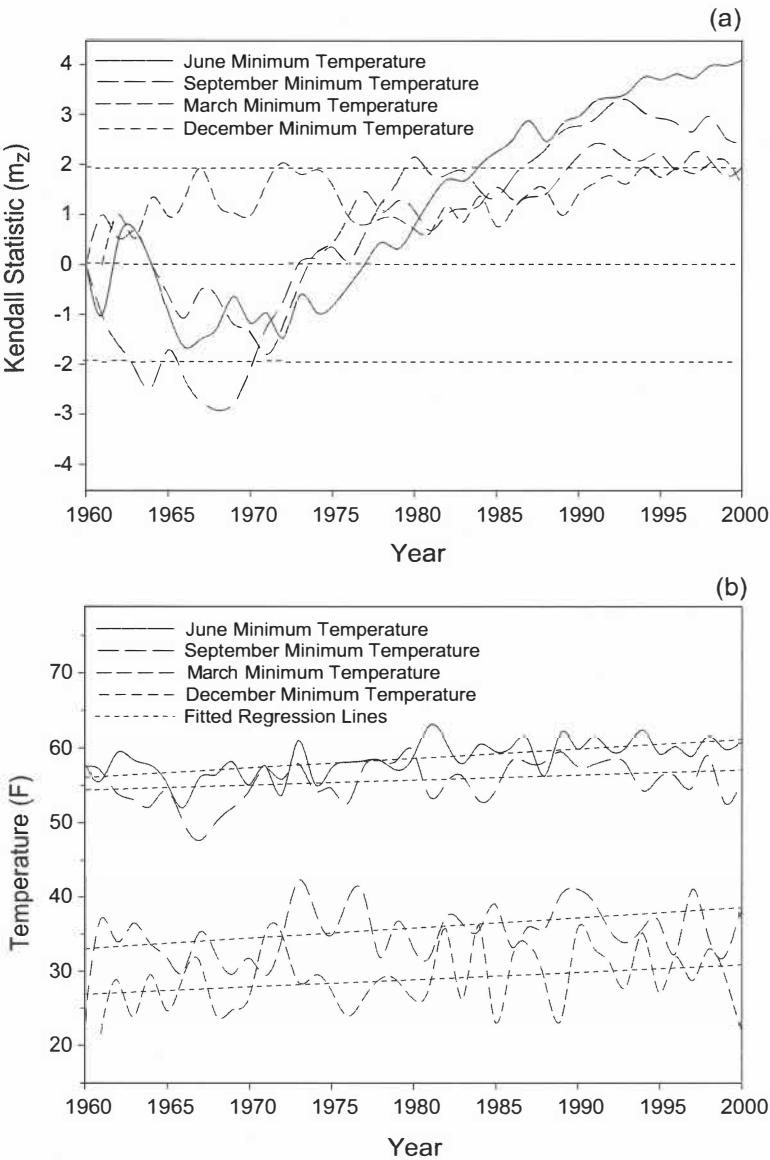 (a)
June Minimum Temperature
September Minimum Temperature
March Minimum Temperature
December Minimum Temperature
4
3
2
1
0
-1
-2
-3
-4
Kendall Statistic (mz)
1960 1965 1970 1975 1980 1985 1990 1995 2000
Year
(b)
June Minimum Temperature
September Minimum Temperature
March Minimum Temperature
December Minimum Temperature
Fitted Regression Lines
70
60
50
40
30
20
Temperature (F)
1960 1965 1970 1975 1980 1985 1990 1995 2000
Year